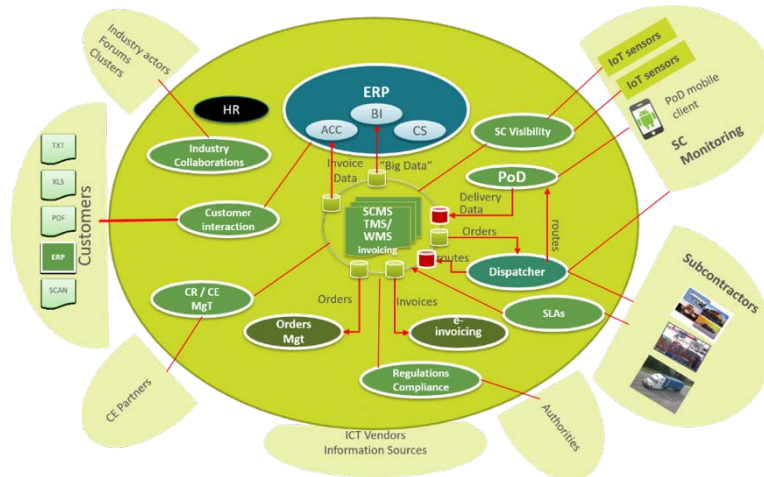 Industry actors
Forums
Clusters
HR
ERP
BI
ACC
CS
IoT sensors
IoT sensors
PoD mobile
client
SC
Monitoring
SC Visibility
Industry
Collaborations
Invoice
Data
"Big Data"
PoD
TXT
XLS
PDF
ERP
SCAN
Customers
Customer
interaction
SCMS
TMS/
WMS
invoicing
Delivery
Data
Orders
routes
routes
Dispatcher
Subcontractors
CR / CE
MgT
Orders
Invoices
SLAs
Orders
Mgt
e-
invoicing
Regulations
Compliance
CE Partners
Authorities
ICT Vendors
Information Sources